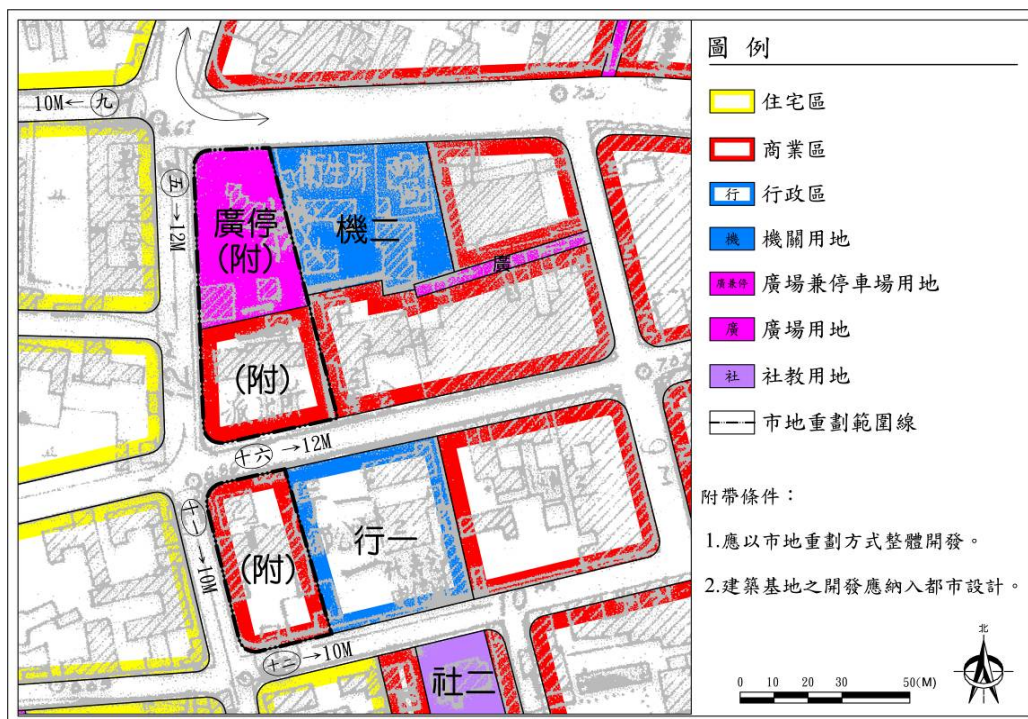 圖 例
住宅區
商業區
行 行政區
機 機關用地
廣兼停 廣場兼停車場用地
廣 廣場用地
社 社教用地
市地重劃範圍線
附帶條件：
1.應以市地重劃方式整體開發。
2.建築基地之開發應納入都市設計。
北
0 10 20 30 50(M)
10M← 九
五 →12M
廣停
(附)
衛生所
機二
廣
(附)
十六 →12M
十一 →10M
(附)
行一
十二 →10M
社二